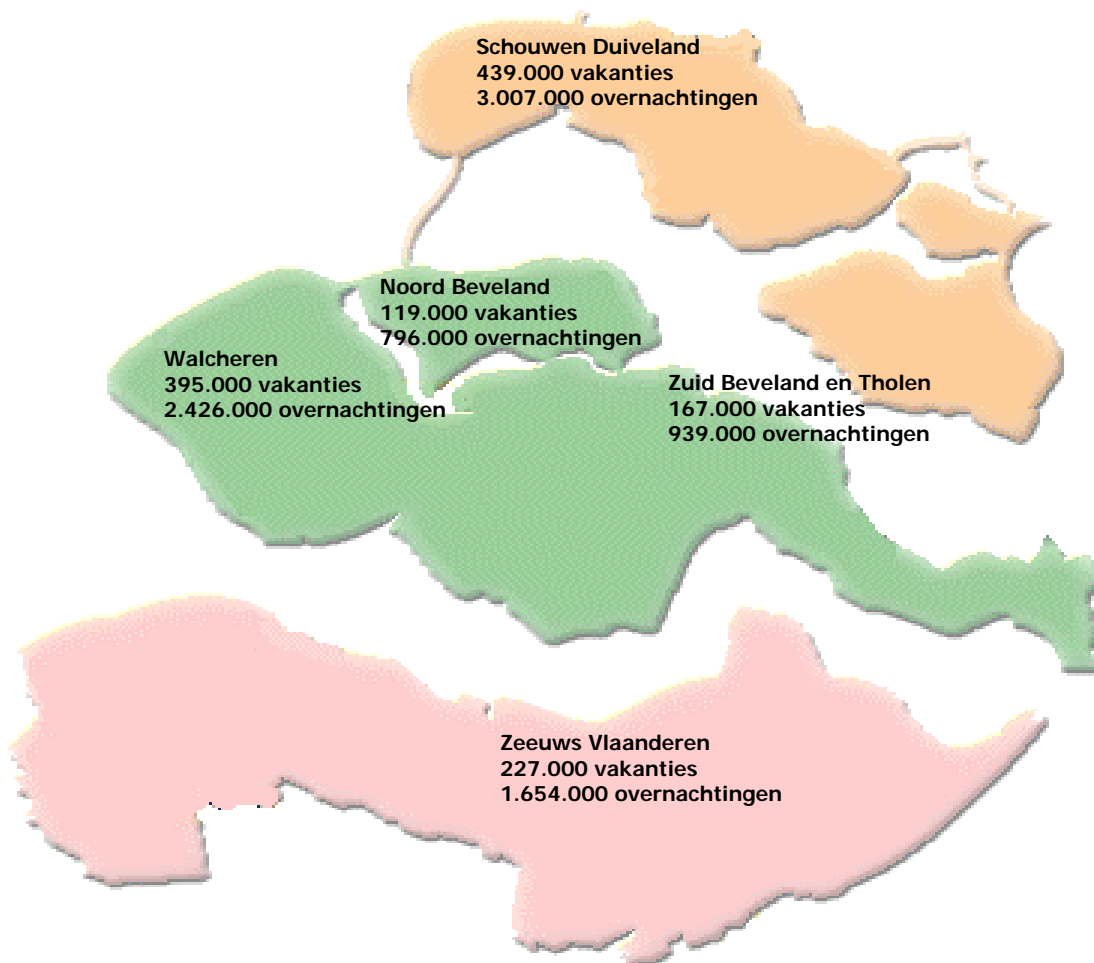 Schouwen Duiveland
439.000 vakanties
3.007.000 overnachtingen
Noord Beveland
119.000 vakanties
796.000 overnachtingen
Walcheren
395.000 vakanties
2.426.000 overnachtingen
Zuid Beveland en Tholen
167.000 vakanties
939.000 overnachtingen
Zeeuws Vlaanderen
227.000 vakanties
1.654.000 overnachtingen